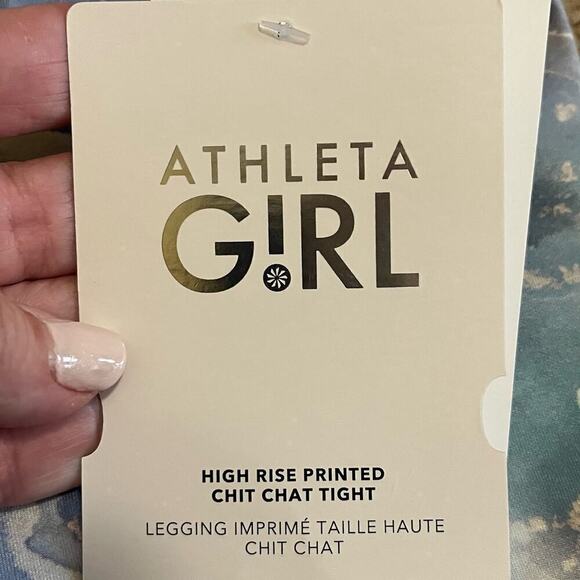 ATHLETA
G!RL
HIGH RISE PRINTED
CHIT CHAT TIGHT
LEGGING IMPRIMÉ TAILLE HAUTE
CHIT CHAT